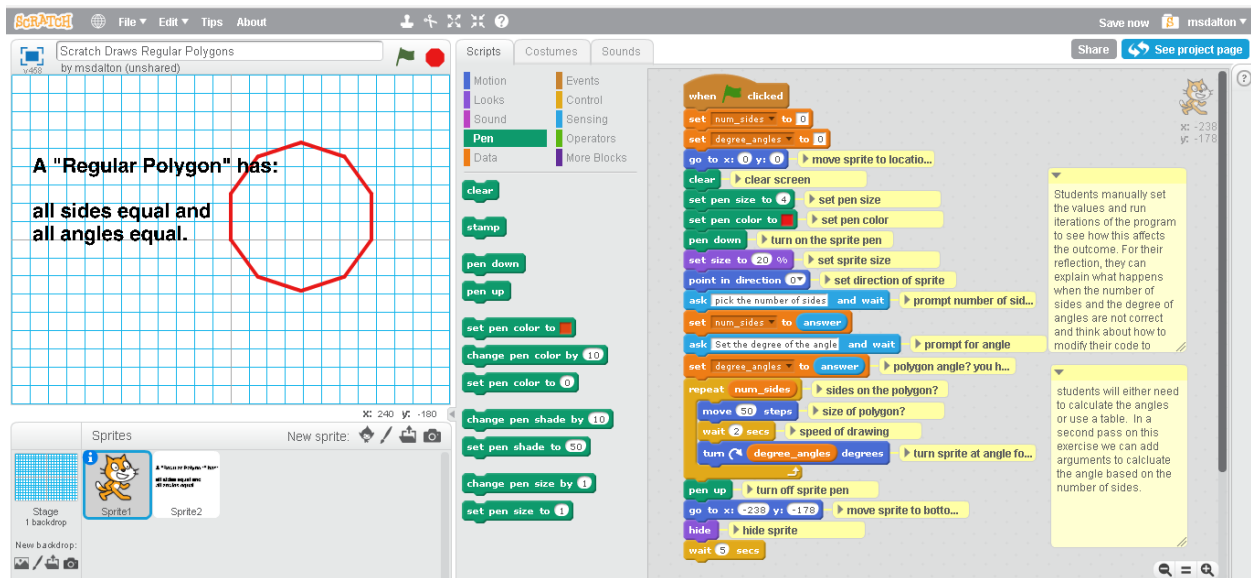 SCRATCH File Edit Tips About Save now msdalton
v458 Scratch Draws Regular Polygons
by msdalton (unshared)
Scripts Costumes Sounds Share See project page
A "Regular Polygon" has:
all sides equal and
all angles equal.
X: 240 y: -180
Sprites New sprite:
Stage
1 backdrop
Sprite1 Sprite2
New backdrop:
Motion Events
Looks Control
Sound Sensing
Pen Operators
Data More Blocks
clear
stamp
pen down
pen up
set pen color to
change pen color by 10
set pen color to 0
change pen shade by 10
set pen shade to 50
change pen size by 1
set pen size to 1
when clicked
set num_sides to 0
set degree_angles to 0
go to x: 0 y: 0 move sprite to locatio...
clear clear screen
set pen size to 4 set pen size
set pen color to set pen color
pen down turn on the sprite pen
set size to 20 % set sprite size
point in direction 0 set direction of sprite
ask pick the number of sides and wait prompt number of sid...
set num_sides to answer
ask Set the degree of the angle and wait prompt for angle
set degree_angles to answer polygon angle? you h...
repeat num_sides sides on the polygon?
move 50 steps size of polygon?
wait 2 secs speed of drawing
turn degree_angles degrees turn sprite at angle fo...
pen up turn off sprite pen
go to x: -238 y: -178 move sprite to botto...
hide hide sprite
wait 5 secs
x: -238
y: -178
Students manually set
the values and run
iterations of the program
to see how this affects
the outcome. For their
reflection, they can
explain what happens
when the number of
sides and the degree of
angles are not correct
and think about how to
modify their code to
students will either need
to calculate the angles
or use a table. In a
second pass on this
exercise we can add
arguments to calcuate
the angle based on the
number of sides.